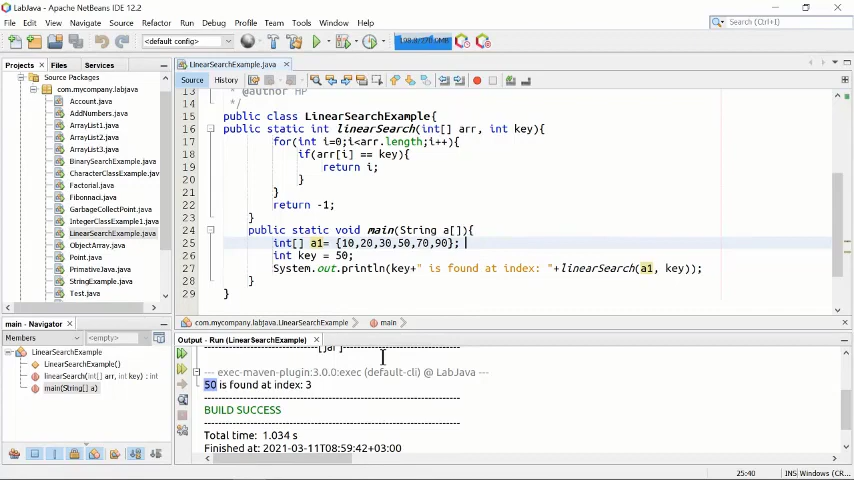 LabJava - Apache NetBeans IDE 12.2
File Edit View Navigate Source Refactor Run Debug Profile Team Tools Window Help
Search (Ctrl+I)
<default config>
108.8/270.0MB
Projects Files Services
LinearSearchExample.java
Source History
Source Packages
com.mycompany.labjava
Account.java
AddNumbers.java
ArrayList1.java
ArrayList2.java
ArrayList3.java
BinarySearchExample.java
CharacterClassExample.java
Factorial.java
Fibonnaci.java
GarbageCollectPoint.java
IntegerClassExample1.java
LinearSearchExample.java
ObjectArray.java
Point.java
PrimativeJava.java
StringExample.java
Test.java
13 * @author HP
14 */
15 public class LinearSearchExample{
16 public static int linearSearch(int[] arr, int key){
17 for(int i=0;i<arr.length;i++){
18 if(arr[i] == key){
19 return i;
20 }
21 }
22 return -1;
23 }
24 public static void main(String a[]){
25 int[] a1= {10,20,30,50,70,90};
26 int key = 50;
27 System.out.println(key+" is found at index: "+linearSearch(a1, key));
28 }
29 }
com.mycompany.labjava.LinearSearchExample main
main - Navigator
Members <empty>
LinearSearchExample
LinearSearchExample()
linearSearch(int[] arr, int key) : int
main(String[] a)
Output - Run (LinearSearchExample)
--------------------------------[ jar ]---------------------------------
--- exec-maven-plugin:3.0.0:exec (default-cli) @ LabJava ---
50 is found at index: 3
------------------------------------------------------------------------
BUILD SUCCESS
------------------------------------------------------------------------
Total time: 1.034 s
Finished at: 2021-03-11T08:59:42+03:00
25:40 INS Windows (CRLF)